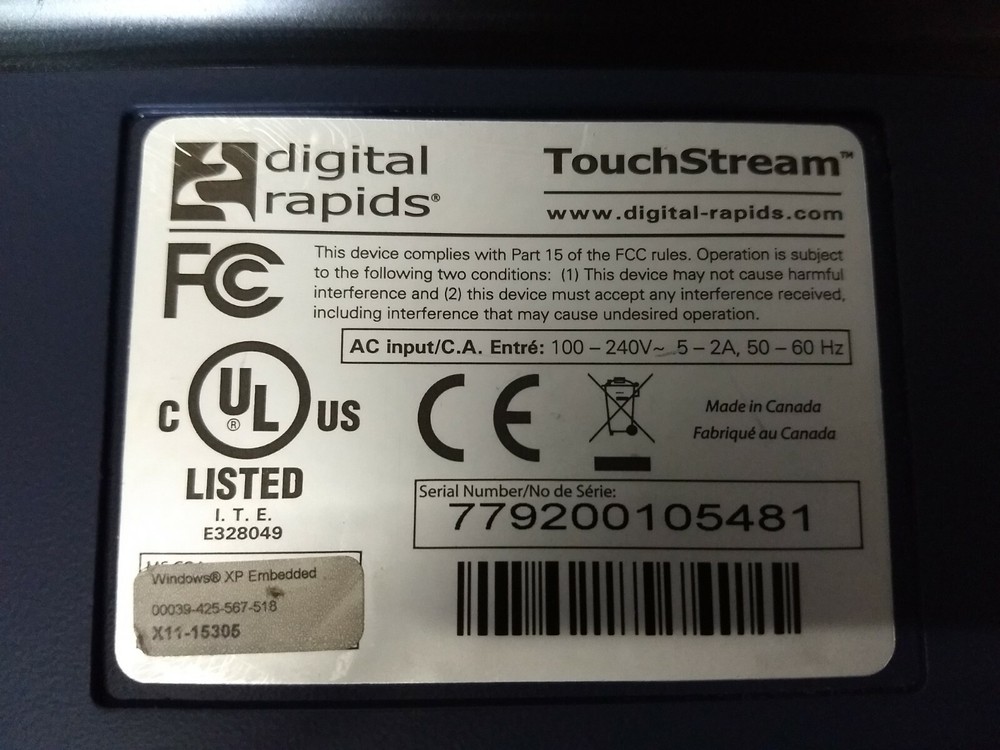 digital
rapids®
TouchStream™
www.digital-rapids.com
FC
This device complies with Part 15 of the FCC rules. Operation is subject
to the following two conditions: (1) This device may not cause harmful
interference and (2) this device must accept any interference received,
including interference that may cause undesired operation.
AC input/C.A. Entré: 100 – 240V~ 5 – 2A, 50 – 60 Hz
C UL® US
LISTED
I. T. E.
E328049
CE
Made in Canada
Fabriqué au Canada
Serial Number/No de Série:
779200105481
Windows® XP Embedded
00039-425-567-518
X11-15305